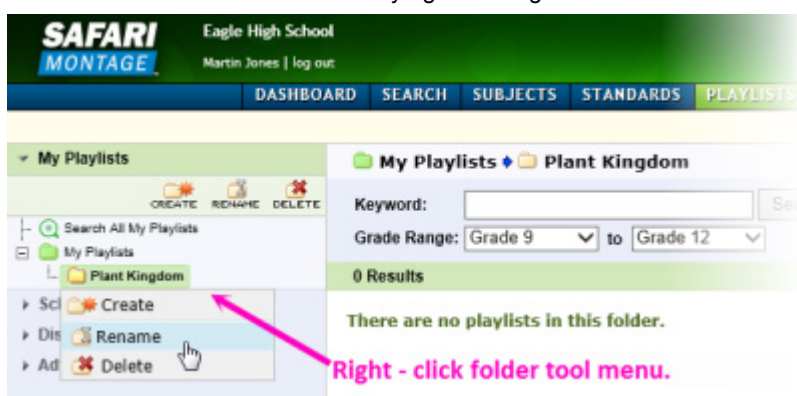 SAFARI
MONTAGE
Eagle High School
Martin Jones | log out
DASHBOARD SEARCH SUBJECTS STANDARDS PLAYLISTS
My Playlists
CREATE RENAME DELETE
Search All My Playlists
My Playlists
Plant Kingdom
Create
Rename
Delete
My Playlists Plant Kingdom
Keyword:
Grade Range: Grade 9 to Grade 12
0 Results
There are no playlists in this folder.
Right - click folder tool menu.